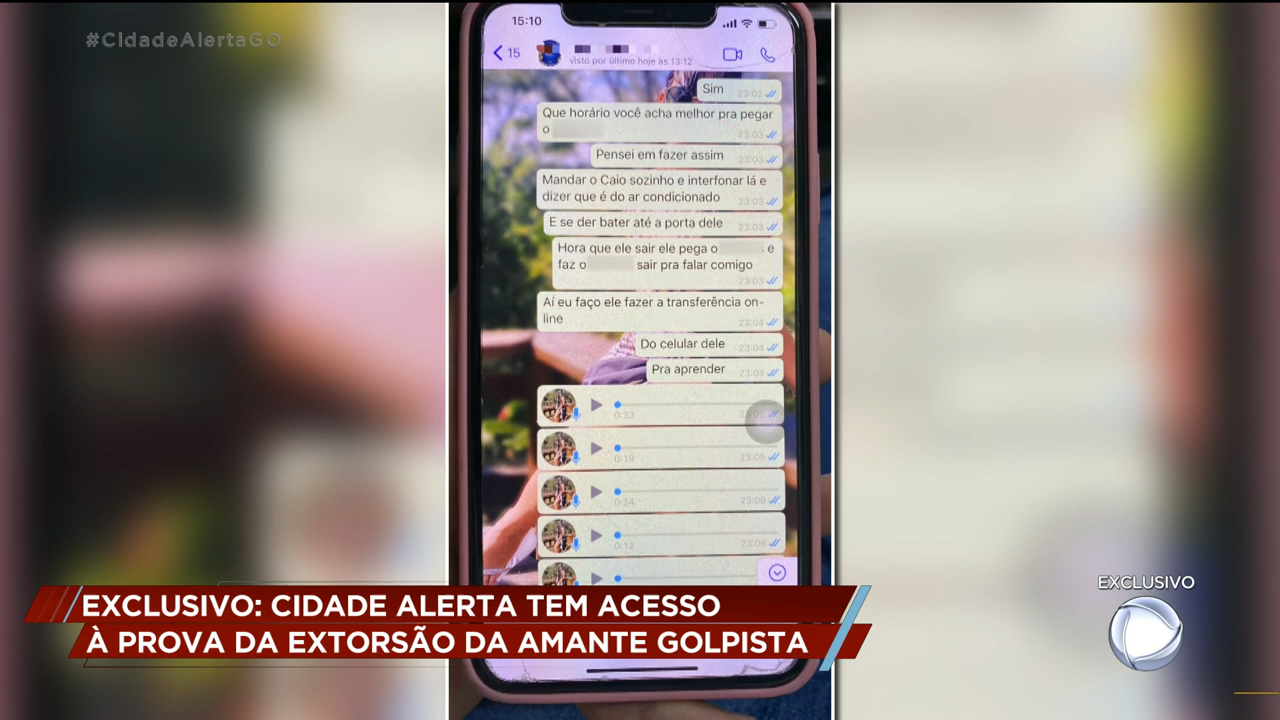 #CidadeAlertaGO
15:10
15
visto por último hoje às 13:12
Sim
23:02
Que horário você acha melhor pra pegar
o
23:03
Pensei em fazer assim
23:03
Mandar o Caio sozinho e interfonar lá e
dizer que é do ar condicionado
23:03
E se der bater até a porta dele
23:03
Hora que ele sair ele pega o e
faz o sair pra falar comigo
23:03
Aí eu faço ele fazer a transferência on-
line
23:04
Do celular dele
23:04
Pra aprender
23:04
0:33
0:19
23:05
0:34
23:06
0:12
23:06
EXCLUSIVO: CIDADE ALERTA TEM ACESSO
À PROVA DA EXTORSÃO DA AMANTE GOLPISTA
EXCLUSIVO